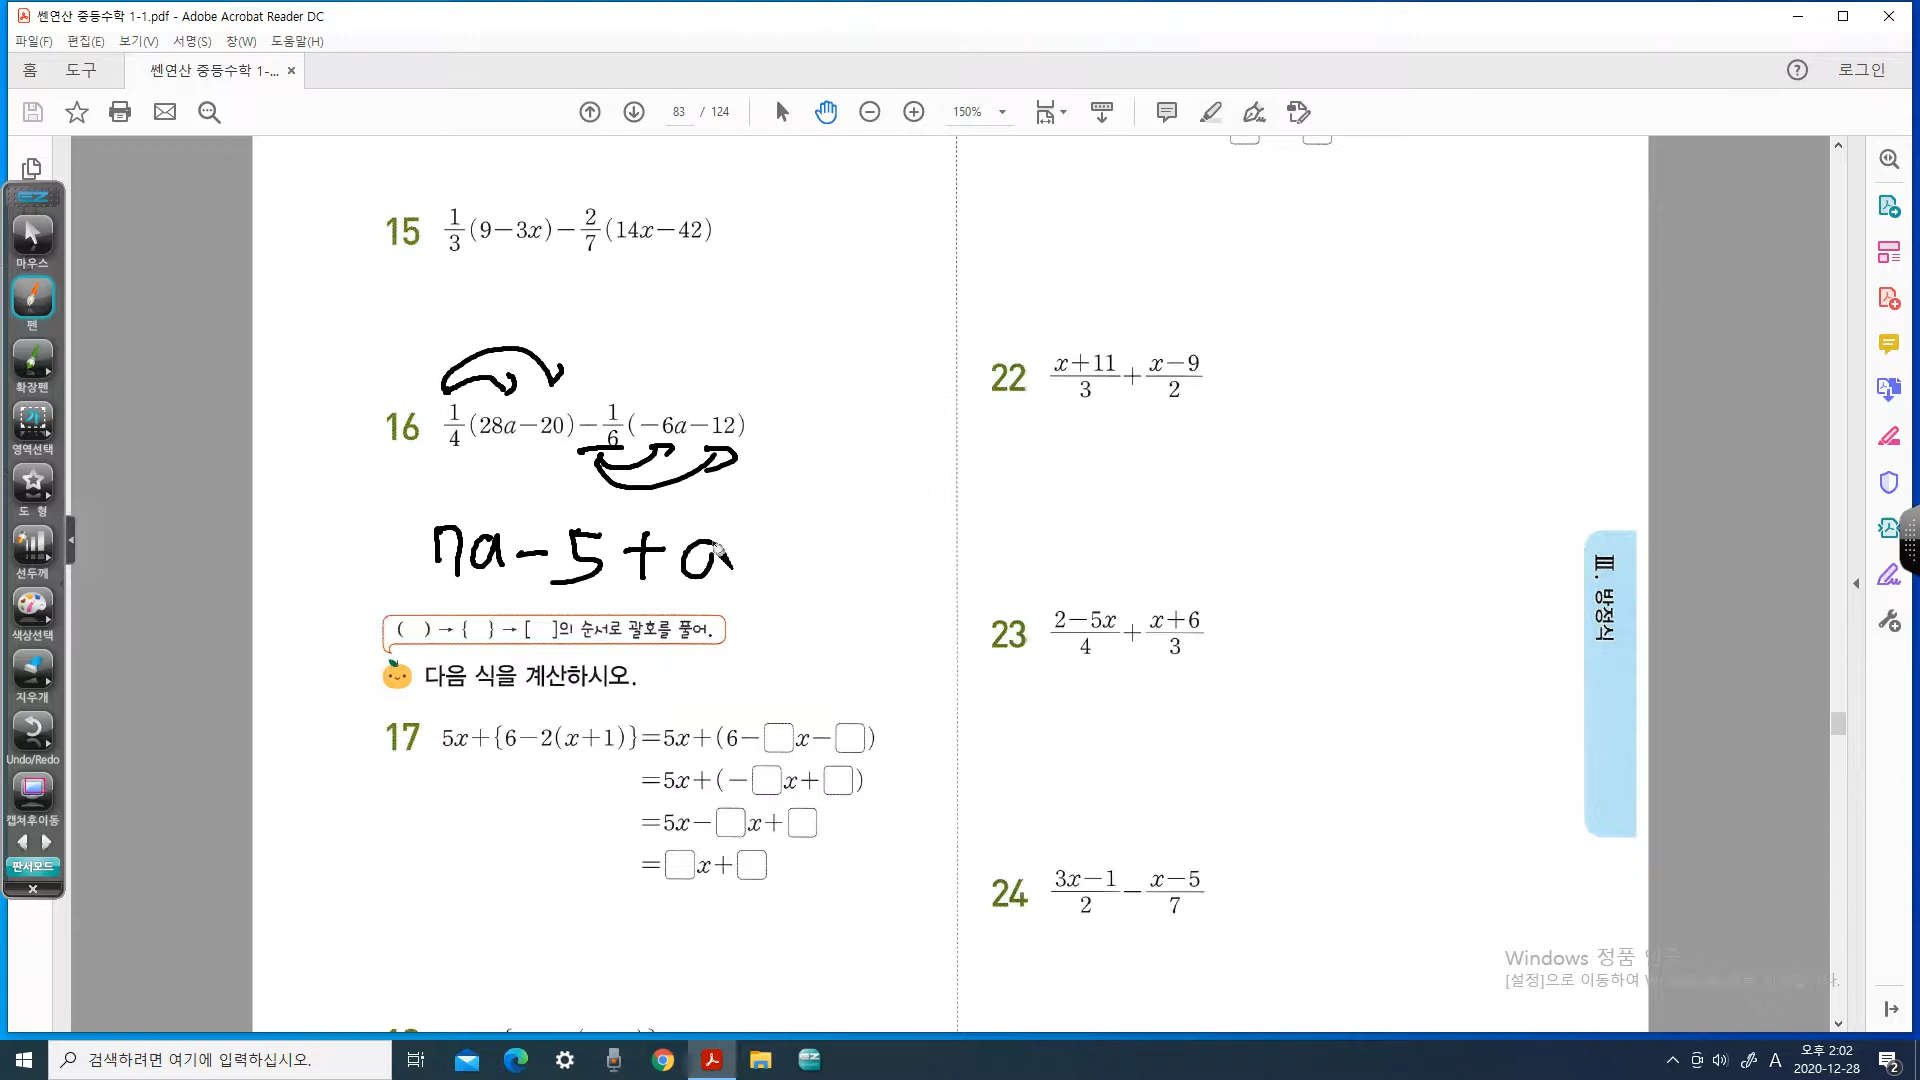 쎈연산 중등수학 1-1.pdf - Adobe Acrobat Reader DC
파일(F) 편집(E) 보기(V) 서명(S) 창(W) 도움말(H)
홈 도구 쎈연산 중등수학 1-... × 로그인
83 / 124 150%
EZ
마우스
펜
확장펜
영역선택
도 형
선두께
색상선택
지우개
Undo/Redo
캡쳐후이동
판서모드
15 1/3(9−3x)−2/7(14x−42)
16 1/4(28a−20)−1/6(−6a−12)
7a-5+a
( )→{ }→[ ]의 순서로 괄호를 풀어.
다음 식을 계산하시오.
17 5x+{6−2(x+1)}=5x+(6−□x−□)
=5x+(−□x+□)
=5x−□x+□
=□x+□
22 (x+11)/3+(x−9)/2
23 (2−5x)/4+(x+6)/3
24 (3x−1)/2−(x−5)/7
Ⅲ. 방정식
Windows 정품
[설정]으로 이동하여
검색하려면 여기에 입력하십시오.
A 오후 2:02
2020-12-28
2